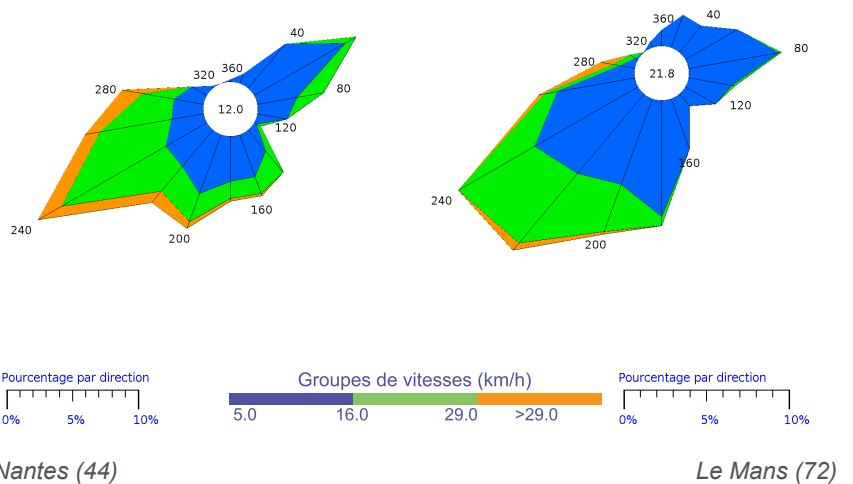 40
360
320
280
80
12.0
120
160
240
200
360
40
320
80
280
21.8
120
160
240
200
Pourcentage par direction
0% 5% 10%
Groupes de vitesses (km/h)
5.0 16.0 29.0 >29.0
Pourcentage par direction
0% 5% 10%
Nantes (44)
Le Mans (72)